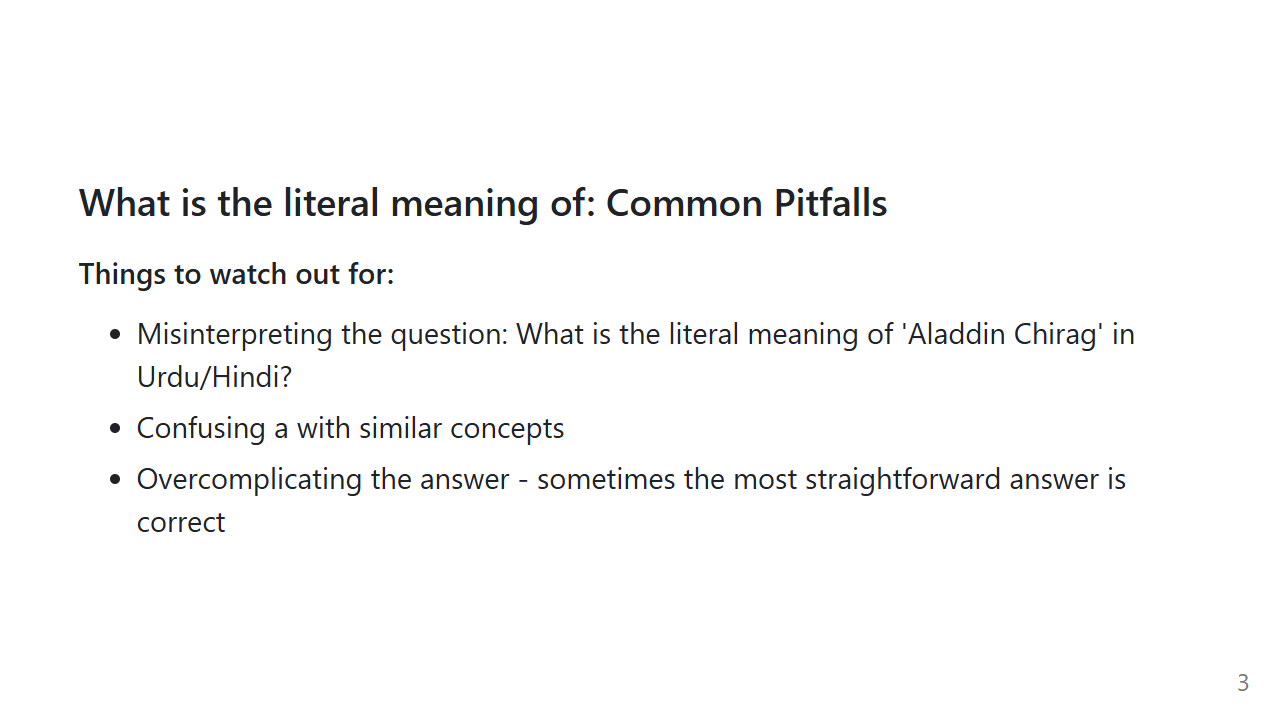 What is the literal meaning of: Common Pitfalls
Things to watch out for:
Misinterpreting the question: What is the literal meaning of 'Aladdin Chirag' in
Urdu/Hindi?
Confusing a with similar concepts
Overcomplicating the answer - sometimes the most straightforward answer is
correct
3